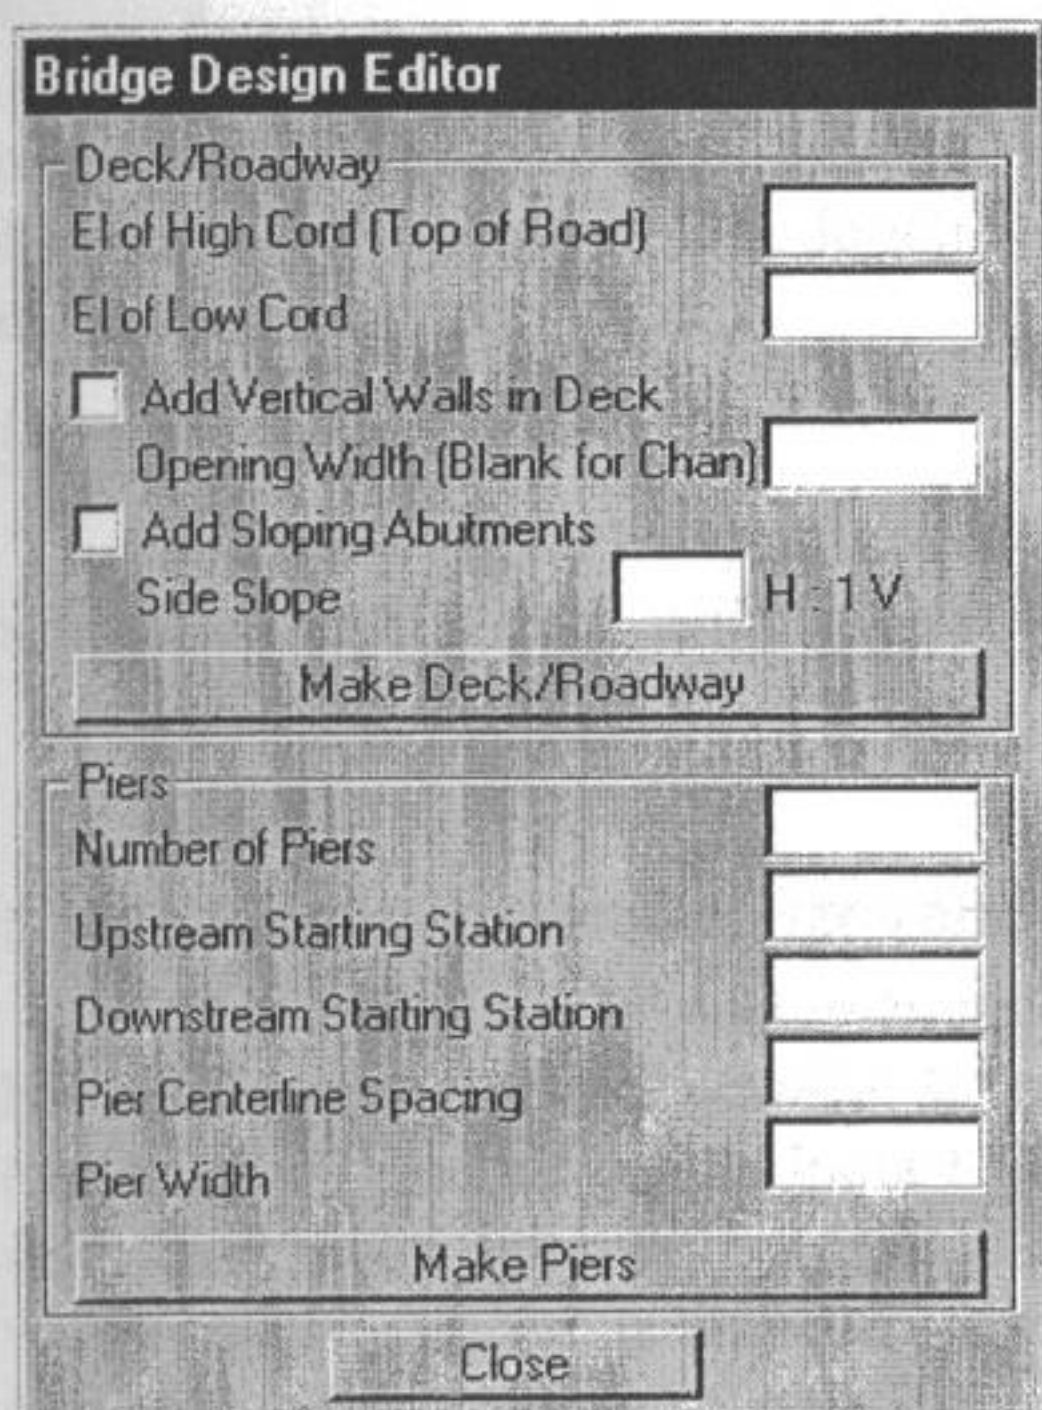 Bridge Design Editor
Deck/Roadway
El of High Cord (Top of Road)
El of Low Cord
Add Vertical Walls in Deck
Opening Width (Blank for Chan)
Add Sloping Abutments
Side Slope H : 1 V
Make Deck/Roadway
Piers
Number of Piers
Upstream Starting Station
Downstream Starting Station
Pier Centerline Spacing
Pier Width
Make Piers
Close